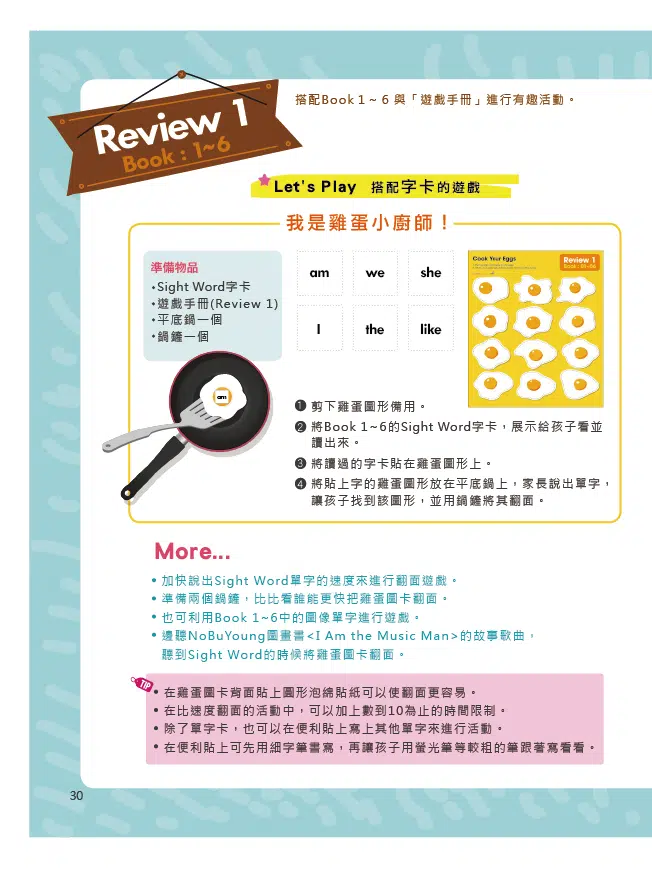 Review 1
Book : 1~6
搭配Book 1 ~ 6 與「遊戲手冊」進行有趣活動。
Let's Play 搭配字卡的遊戲
我是雞蛋小廚師！
準備物品
•Sight Word字卡
•遊戲手冊(Review 1)
•平底鍋一個
•鍋鏟一個
am we she
I the like
Cook Your Eggs
Review 1
am
❶ 剪下雞蛋圖形備用。
❷ 將Book 1~6的Sight Word字卡，展示給孩子看並
讀出來。
❸ 將讀過的字卡貼在雞蛋圖形上。
❹ 將貼上字的雞蛋圖形放在平底鍋上，家長說出單字，
讓孩子找到該圖形，並用鍋鏟將其翻面。
More...
• 加快說出Sight Word單字的速度來進行翻面遊戲。
• 準備兩個鍋鏟，比比看誰能更快把雞蛋圖卡翻面。
• 也可利用Book 1~6中的圖像單字進行遊戲。
• 邊聽NoBuYoung圖畫書<I Am the Music Man>的故事歌曲，
聽到Sight Word的時候將雞蛋圖卡翻面。
TIP
• 在雞蛋圖卡背面貼上圓形泡綿貼紙可以使翻面更容易。
• 在比速度翻面的活動中，可以加上數到10為止的時間限制。
• 除了單字卡，也可以在便利貼上寫上其他單字來進行活動。
• 在便利貼上可先用細字筆書寫，再讓孩子用螢光筆等較粗的筆跟著寫看看。
30